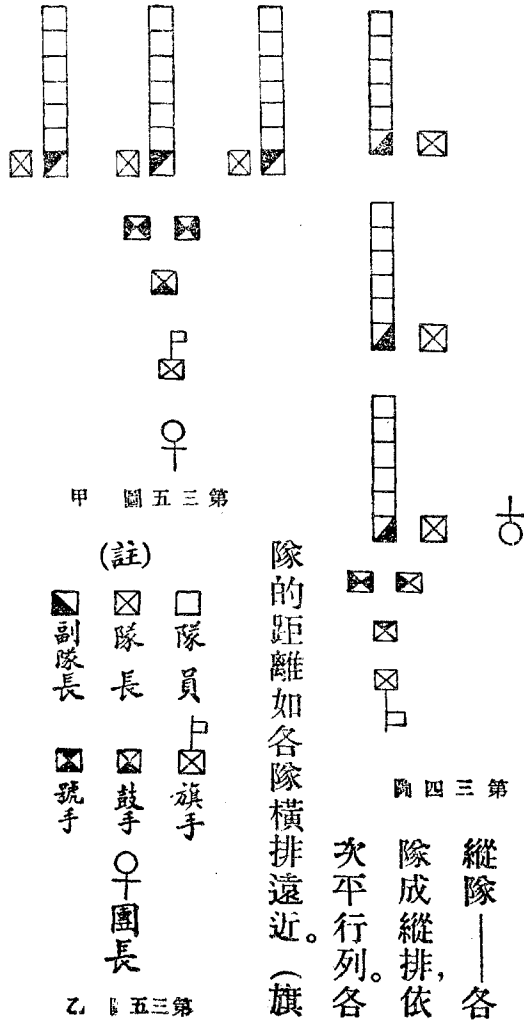 第三四圖
縱隊——各
隊成縱排，依
次平行列。各
隊的距離如各隊橫排遠近。（旗
第三五圖 甲
(註)
隊員
隊長
副隊長
旗手
鼓手
號手
團長
第三五圖 乙